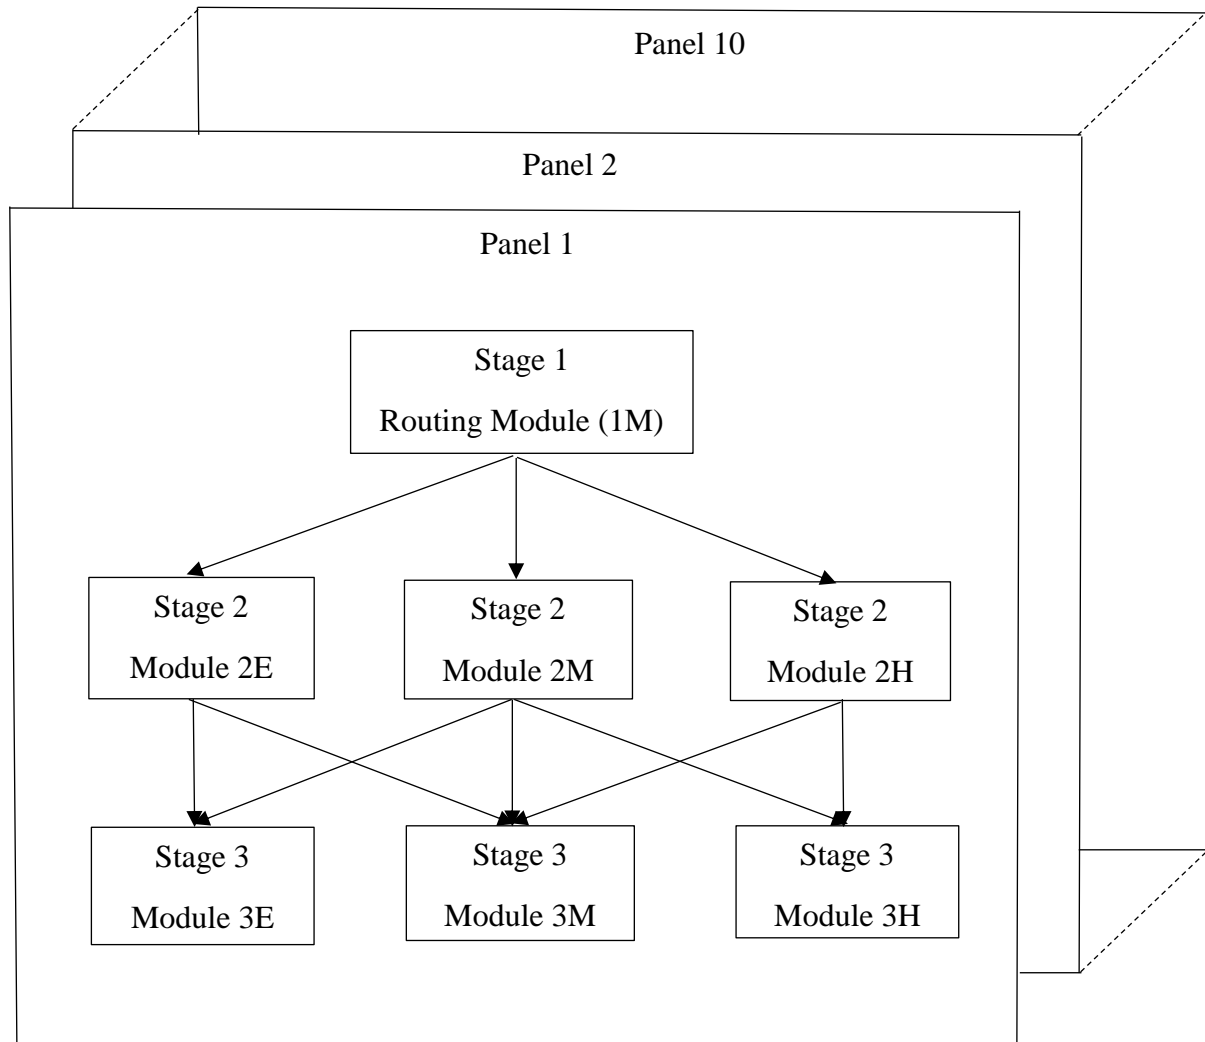 Panel 10
Panel 2
Panel 1
Stage 1
Routing Module (1M)
Stage 2
Module 2E
Stage 2
Module 2M
Stage 2
Module 2H
Stage 3
Module 3E
Stage 3
Module 3M
Stage 3
Module 3H